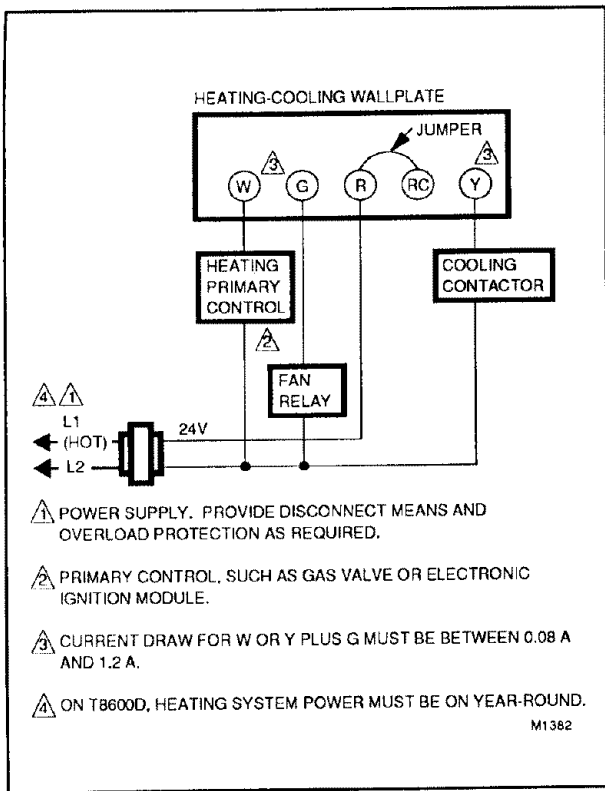 HEATING-COOLING WALLPLATE
JUMPER
3
3
W
G
R
RC
Y
HEATING
PRIMARY
CONTROL
COOLING
CONTACTOR
2
FAN
RELAY
4 1
L1
(HOT)
24V
L2
1 POWER SUPPLY. PROVIDE DISCONNECT MEANS AND
OVERLOAD PROTECTION AS REQUIRED.
2 PRIMARY CONTROL, SUCH AS GAS VALVE OR ELECTRONIC
IGNITION MODULE.
3 CURRENT DRAW FOR W OR Y PLUS G MUST BE BETWEEN 0.08 A
AND 1.2 A.
4 ON T8600D, HEATING SYSTEM POWER MUST BE ON YEAR-ROUND.
M1382